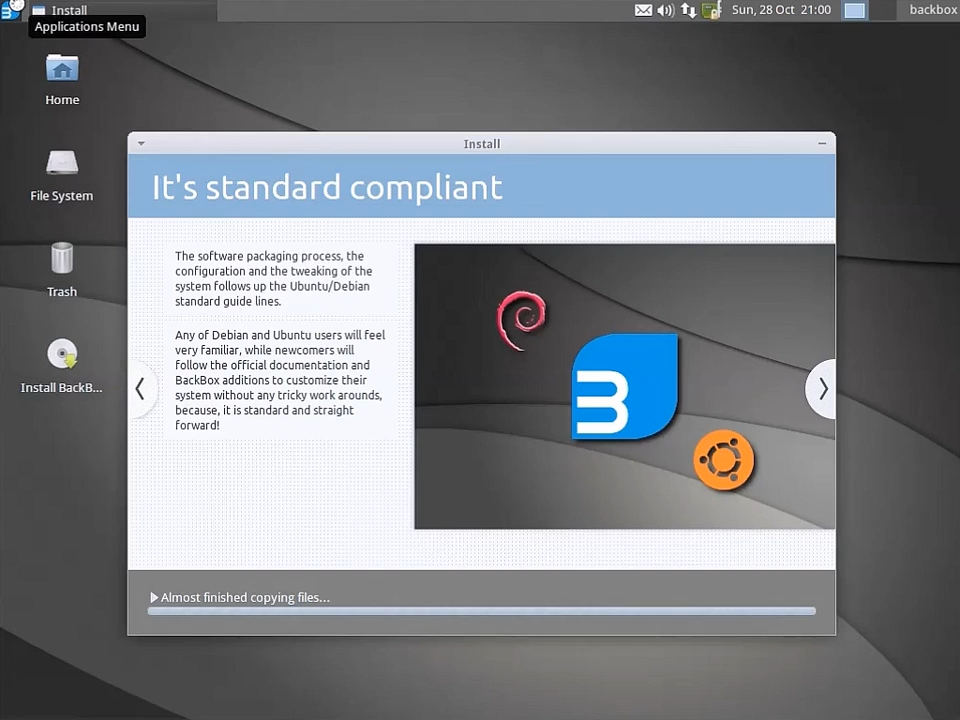 Install
Sun, 28 Oct 21:00
backbox
Applications Menu
Home
File System
Trash
Install BackB...
Install
It's standard compliant
The software packaging process, the
configuration and the tweaking of the
system follows up the Ubuntu/Debian
standard guide lines.
Any of Debian and Ubuntu users will feel
very familiar, while newcomers will
follow the official documentation and
BackBox additions to customize their
system without any tricky work arounds,
because, it is standard and straight
forward!
Almost finished copying files...